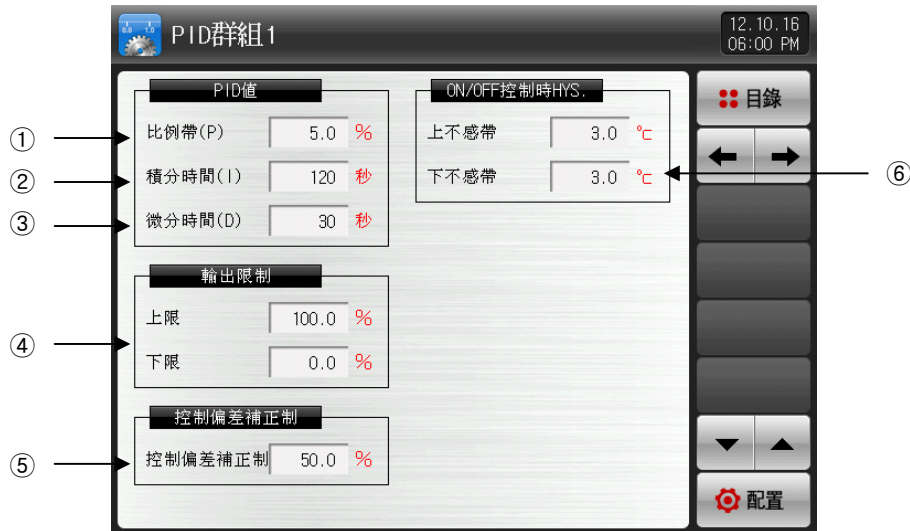 PID群組1
12.10.16
06:00 PM
PID值
① 比例帶(P) 5.0 %
② 積分時間(I) 120 秒
③ 微分時間(D) 30 秒
輸出限制
④
上限 100.0 %
下限 0.0 %
控制偏差補正制
⑤ 控制偏差補正制 50.0 %
ON/OFF控制時HYS.
上不感帶 3.0 ℃
下不感帶 3.0 ℃
⑥
目錄
配置